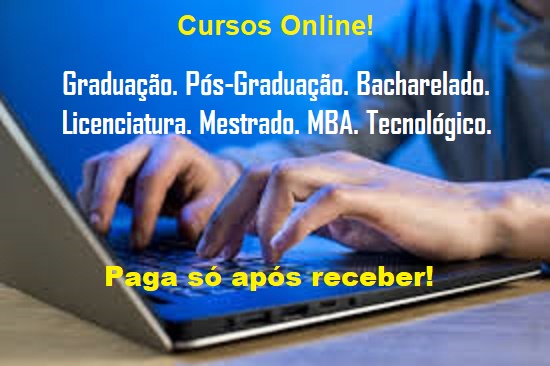 Cursos Online!
Graduação. Pós-Graduação. Bacharelado.
Licenciatura. Mestrado. MBA. Tecnológico.
Paga só após receber!